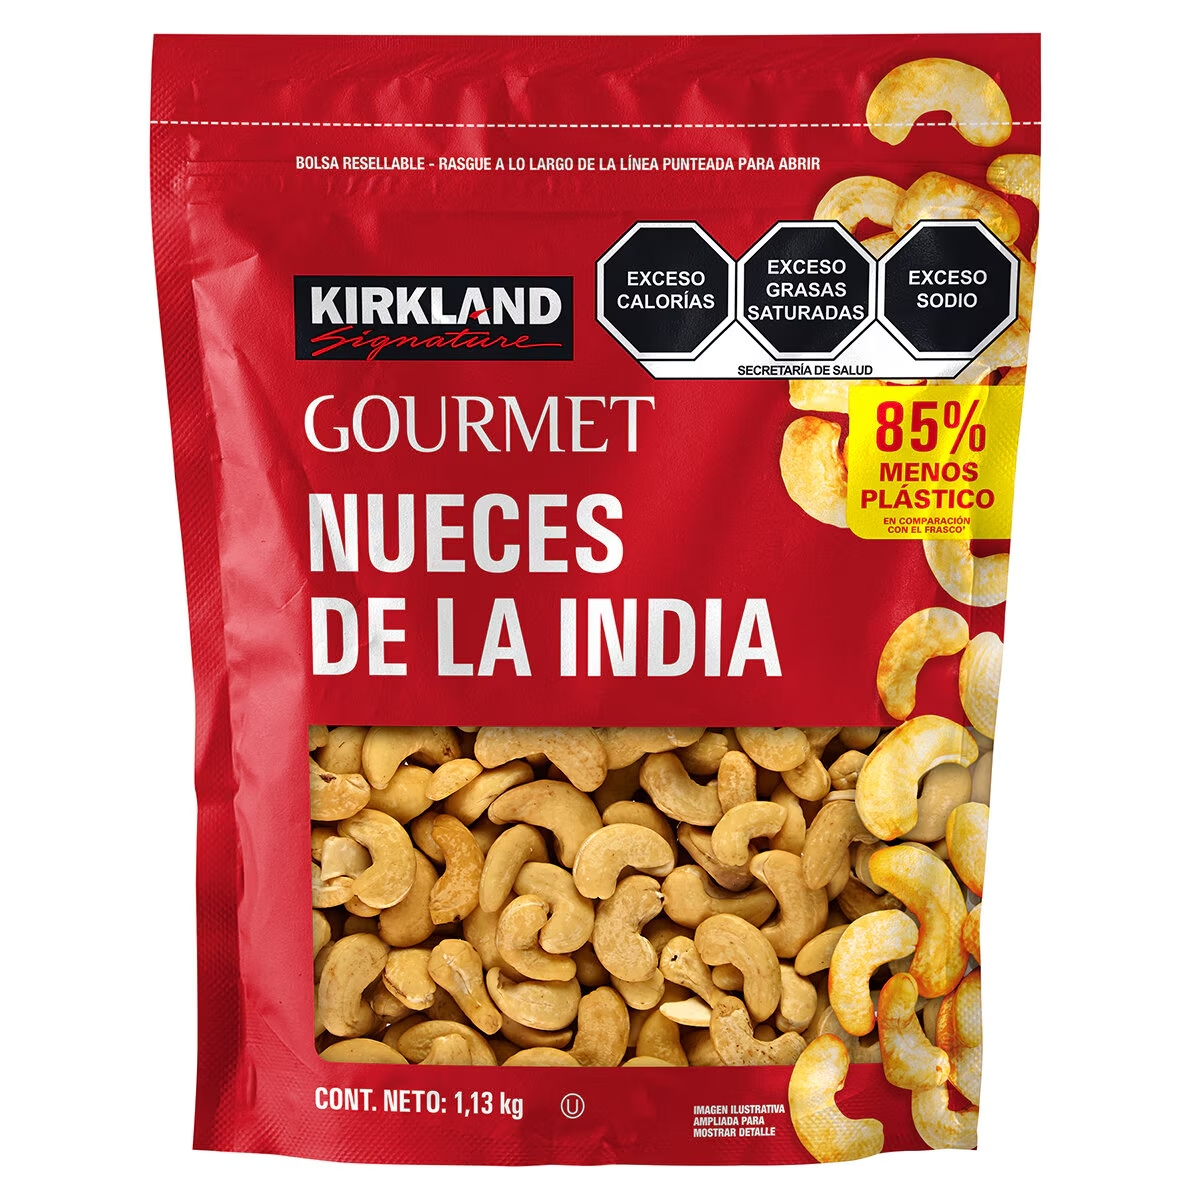 BOLSA RESELLABLE - RASGUE A LO LARGO DE LA LÍNEA PUNTEADA PARA ABRIR
KIRKLAND
Signature
EXCESO
CALORÍAS
EXCESO
GRASAS
SATURADAS
EXCESO
SODIO
SECRETARÍA DE SALUD
GOURMET
NUECES
DE LA INDIA
85%
MENOS
PLÁSTICO
EN COMPARACIÓN
CON EL FRASCO*
CONT. NETO: 1,13 kg
U
IMAGEN ILUSTRATIVA
AMPLIADA PARA
MOSTRAR DETALLE